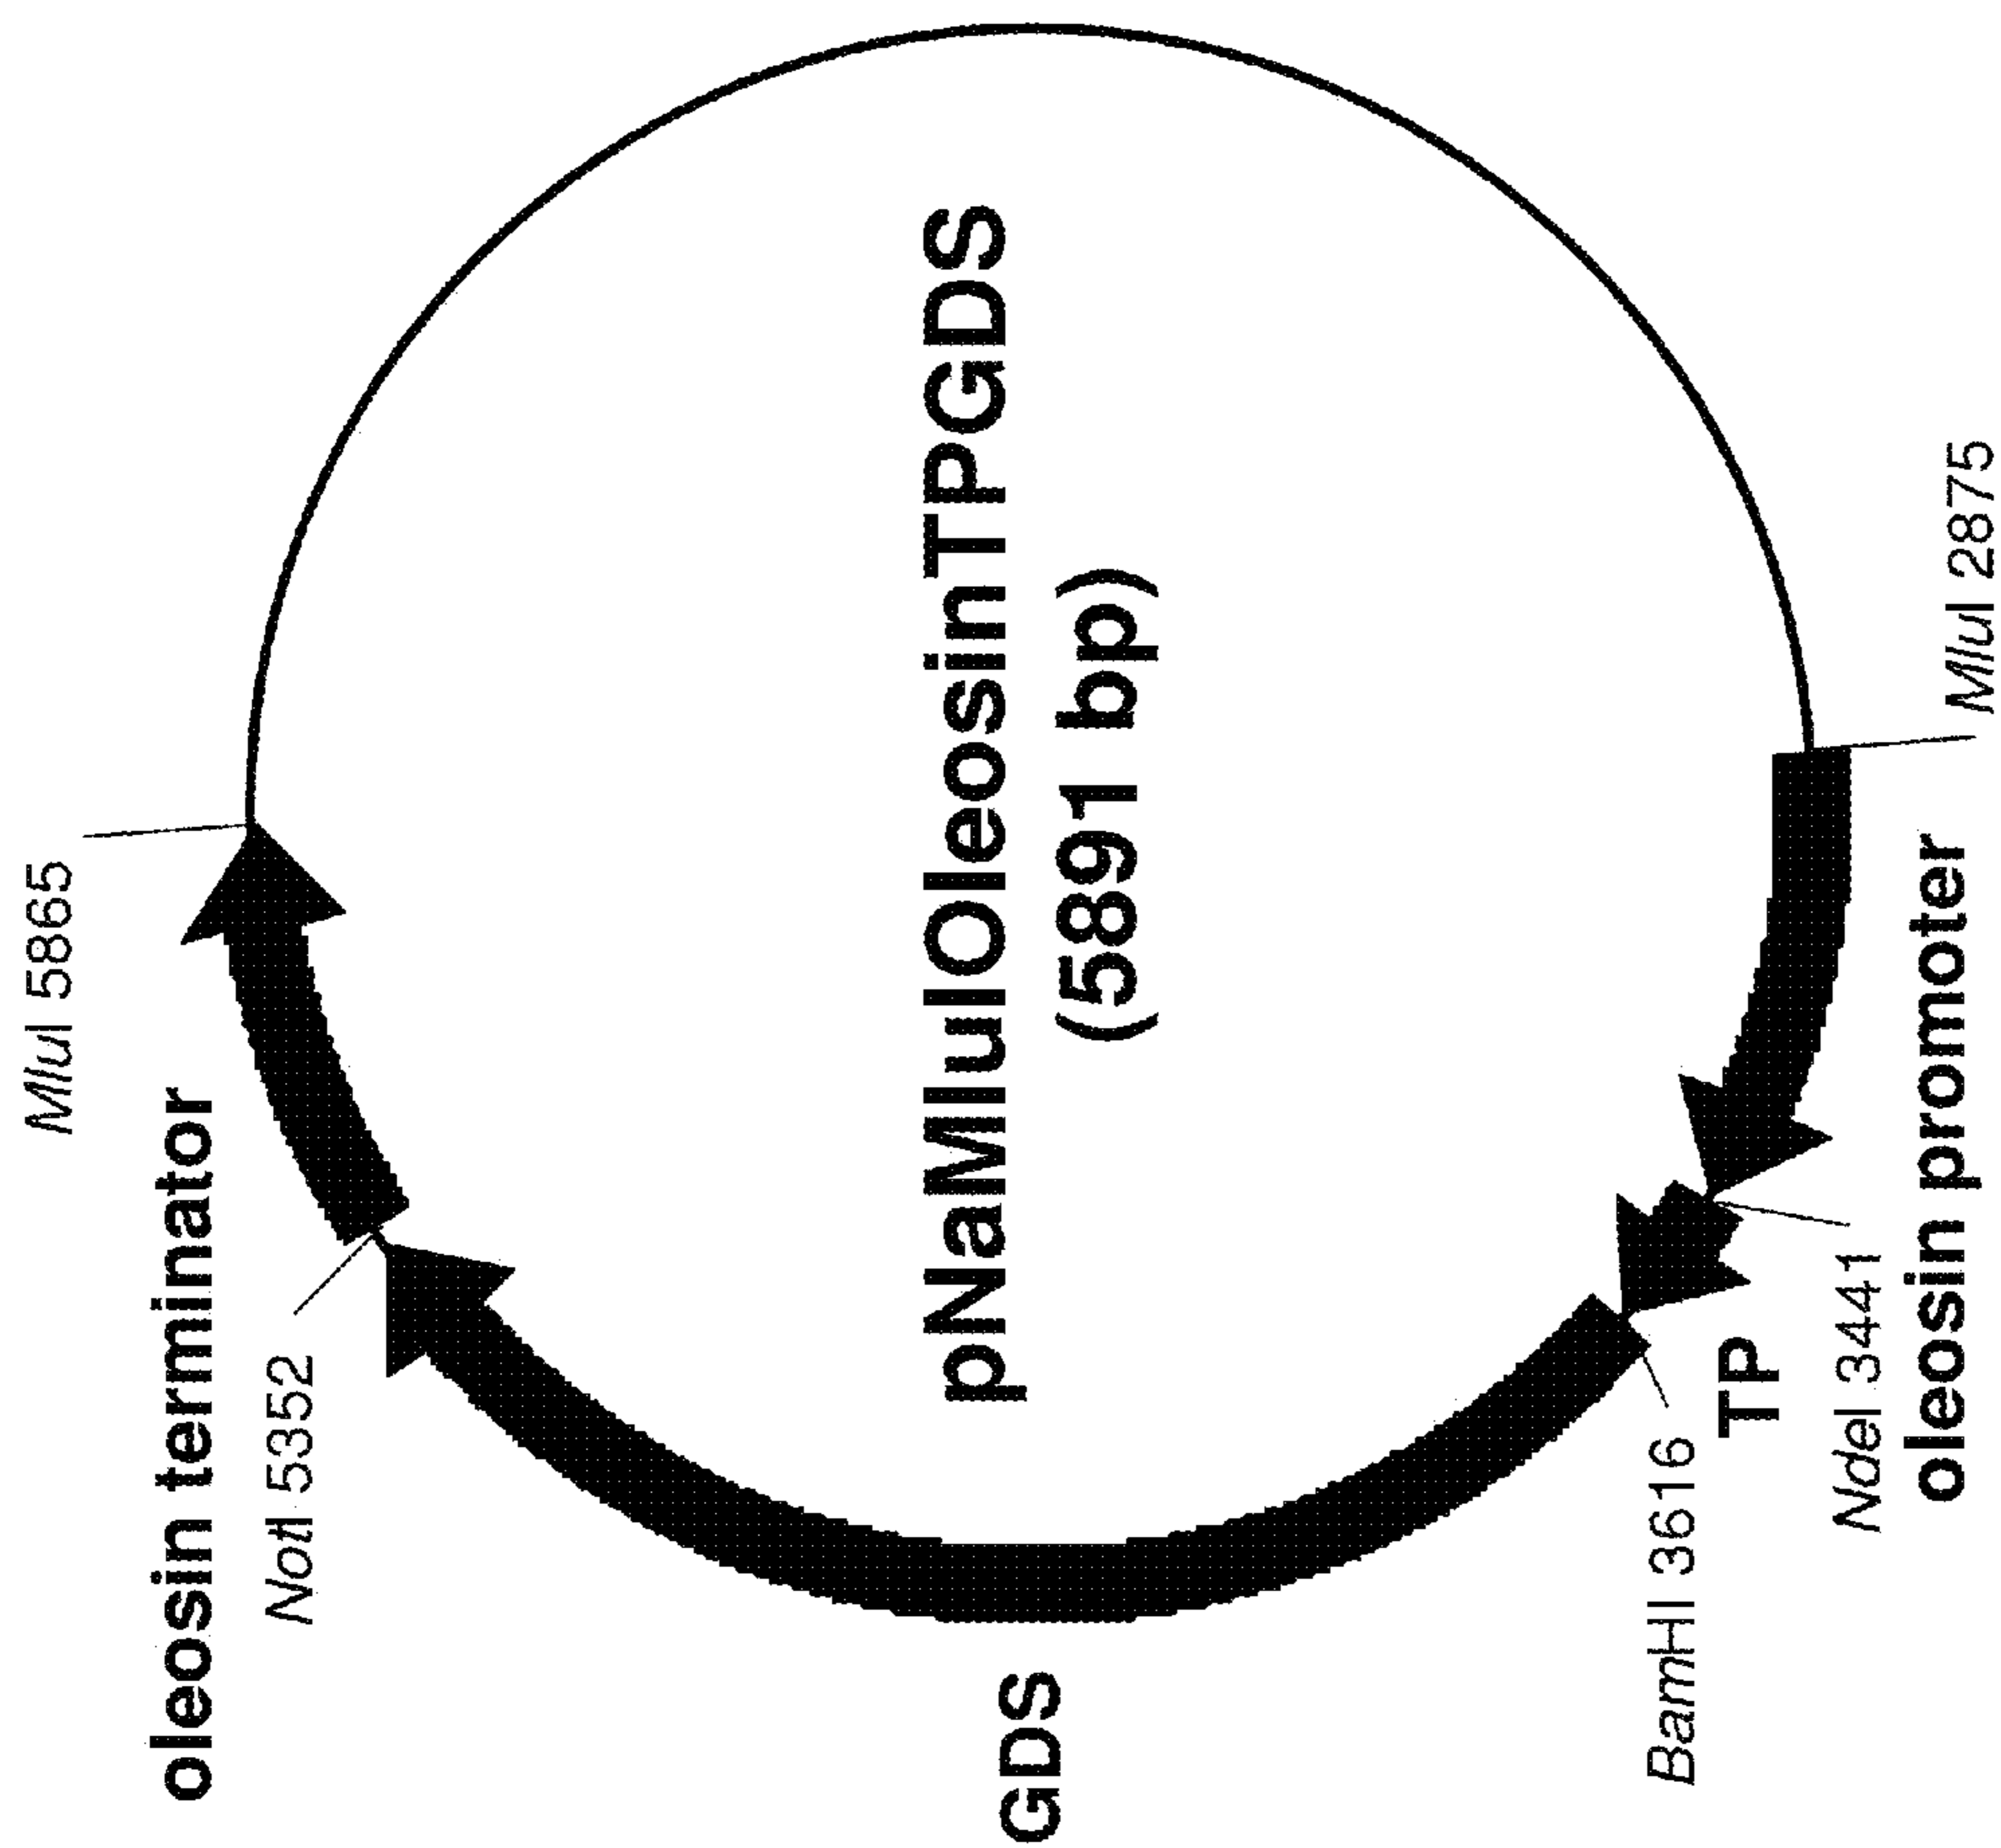 MluI 5865
oleosin terminator
NotI 5352
GDS
pNaMluIOleosinTPGDS
(5891 bp)
BamHI 3616
TP
NdeI 3441
oleosin promoter
MluI 2875